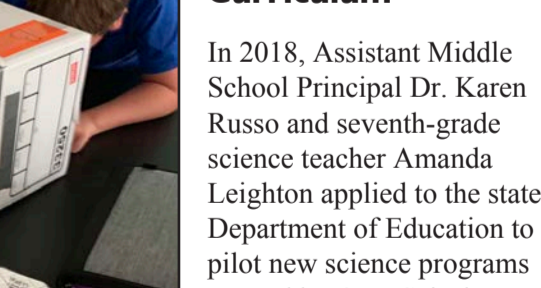 33250
In 2018, Assistant Middle
School Principal Dr. Karen
Russo and seventh-grade
science teacher Amanda
Leighton applied to the state
Department of Education to
pilot new science programs